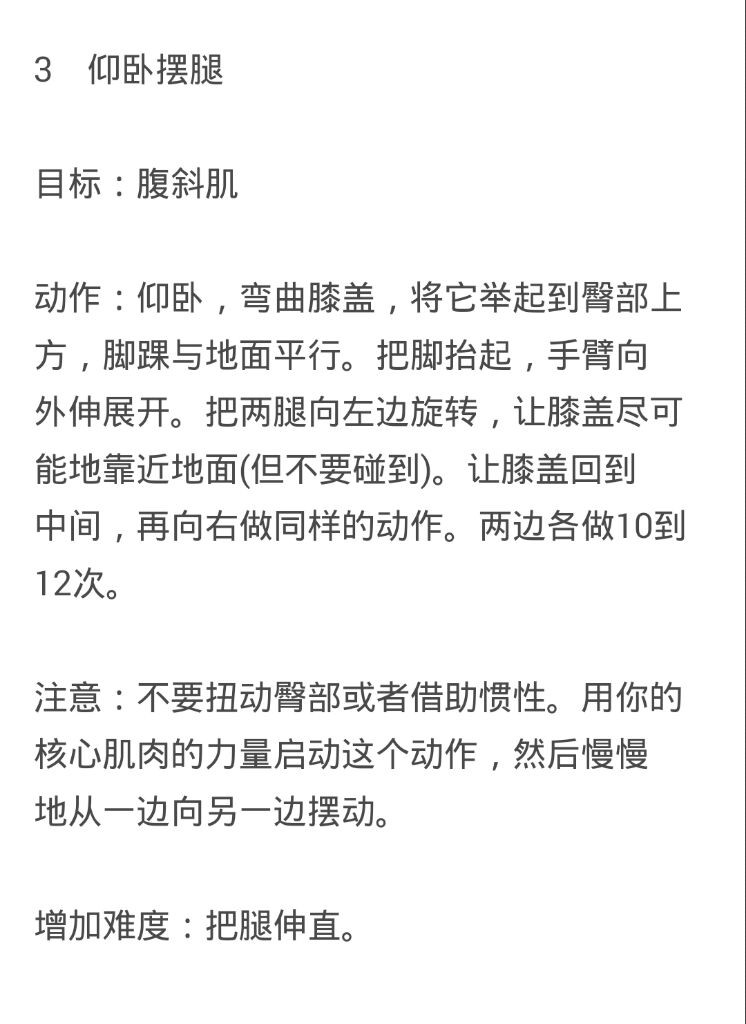 3 仰卧摆腿
目标：腹斜肌
动作：仰卧，弯曲膝盖，将它举起到臀部上
方，脚踝与地面平行。把脚抬起，手臂向
外伸展开。把两腿向左边旋转，让膝盖尽可
能地靠近地面(但不要碰到)。让膝盖回到
中间，再向右做同样的动作。两边各做10到
12次。
注意：不要扭动臀部或者借助惯性。用你的
核心肌肉的力量启动这个动作，然后慢慢
地从一边向另一边摆动。
增加难度：把腿伸直。